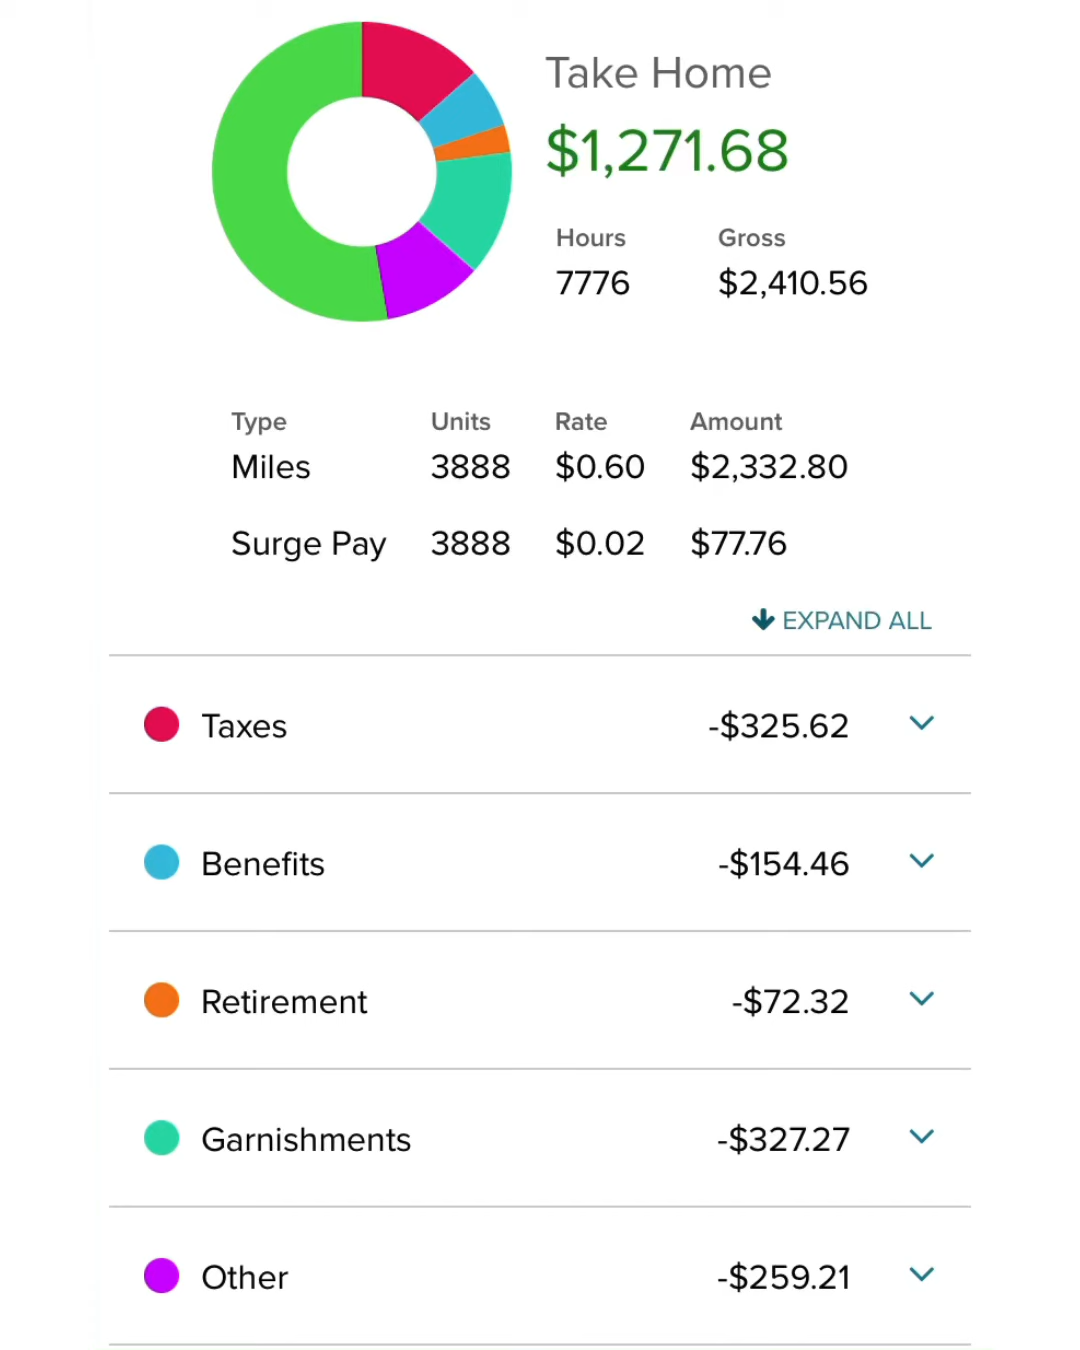 Take Home
$1,271.68
Hours Gross
7776 $2,410.56
Type Units Rate Amount
Miles 3888 $0.60 $2,332.80
Surge Pay 3888 $0.02 $77.76
EXPAND ALL
Taxes -$325.62
Benefits -$154.46
Retirement -$72.32
Garnishments -$327.27
Other -$259.21